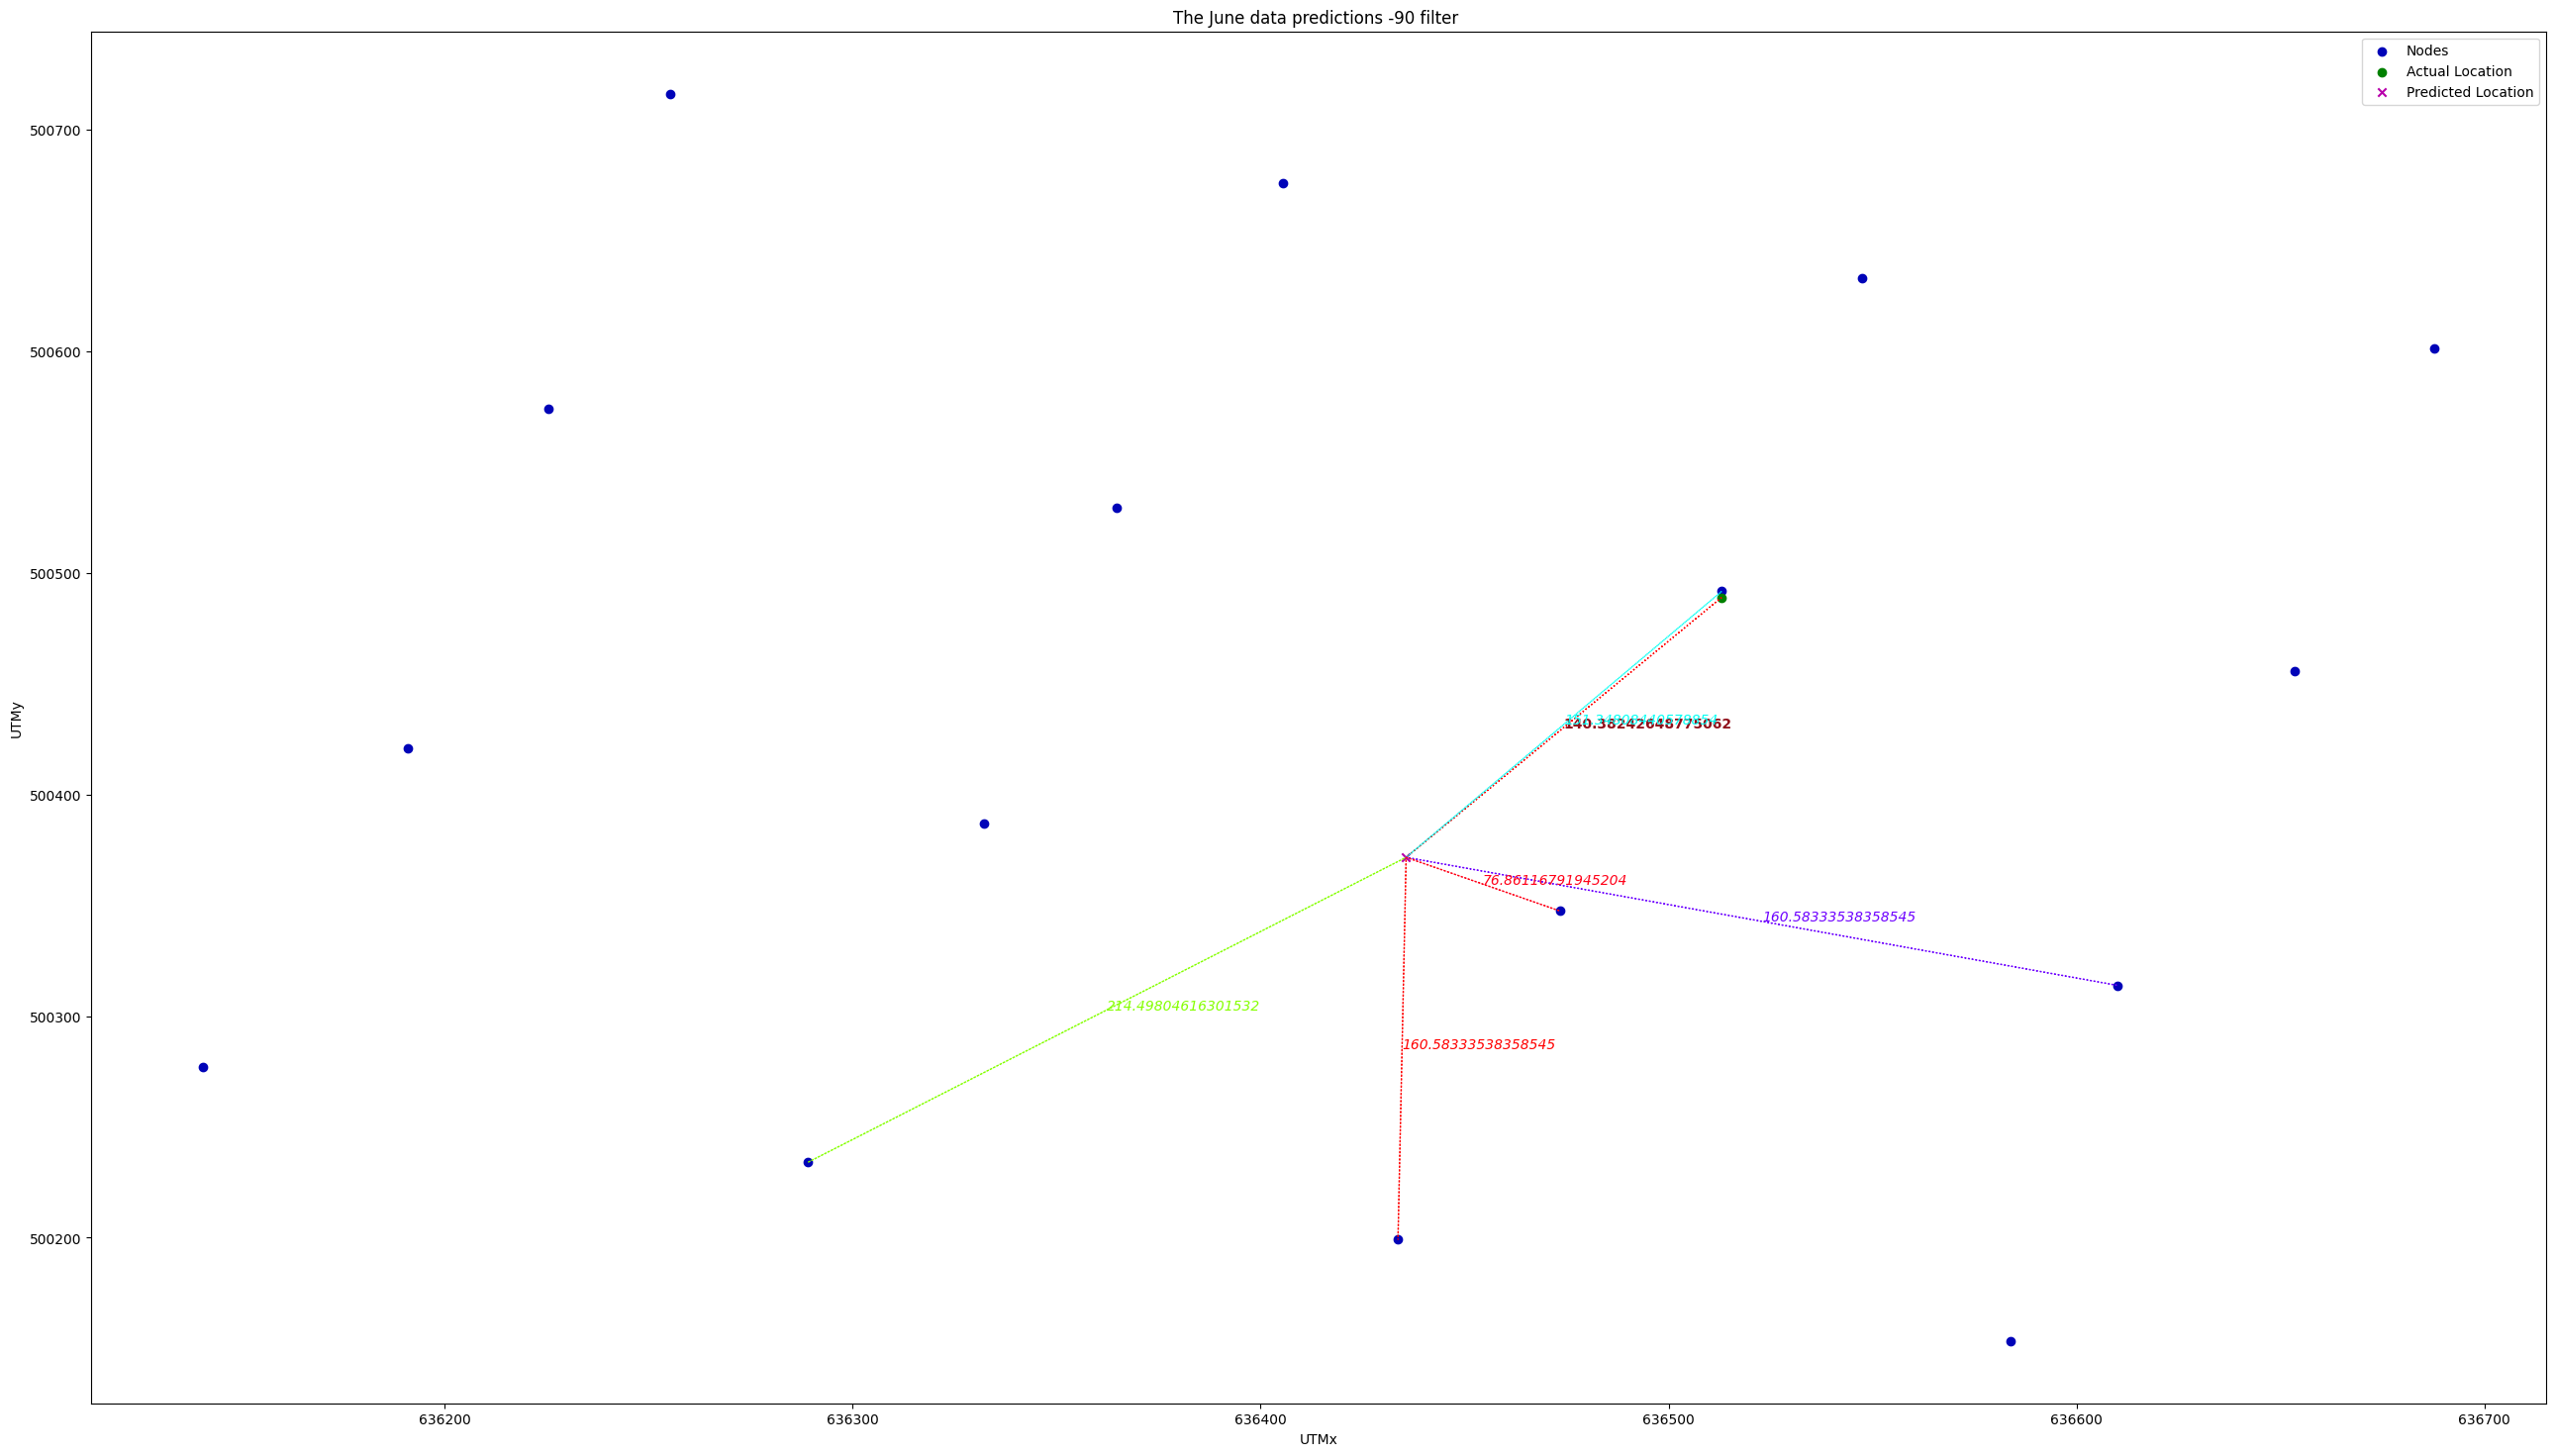 The June data predictions -90 filter
Nodes
Actual Location
Predicted Location
500700
500600
500500
500400
500300
500200
UTMy
140.38242648775062
76.86116791945204
160.58333538358545
214.49804616301532
160.58333538358545
636200
636300
636400
636500
636600
636700
UTMx